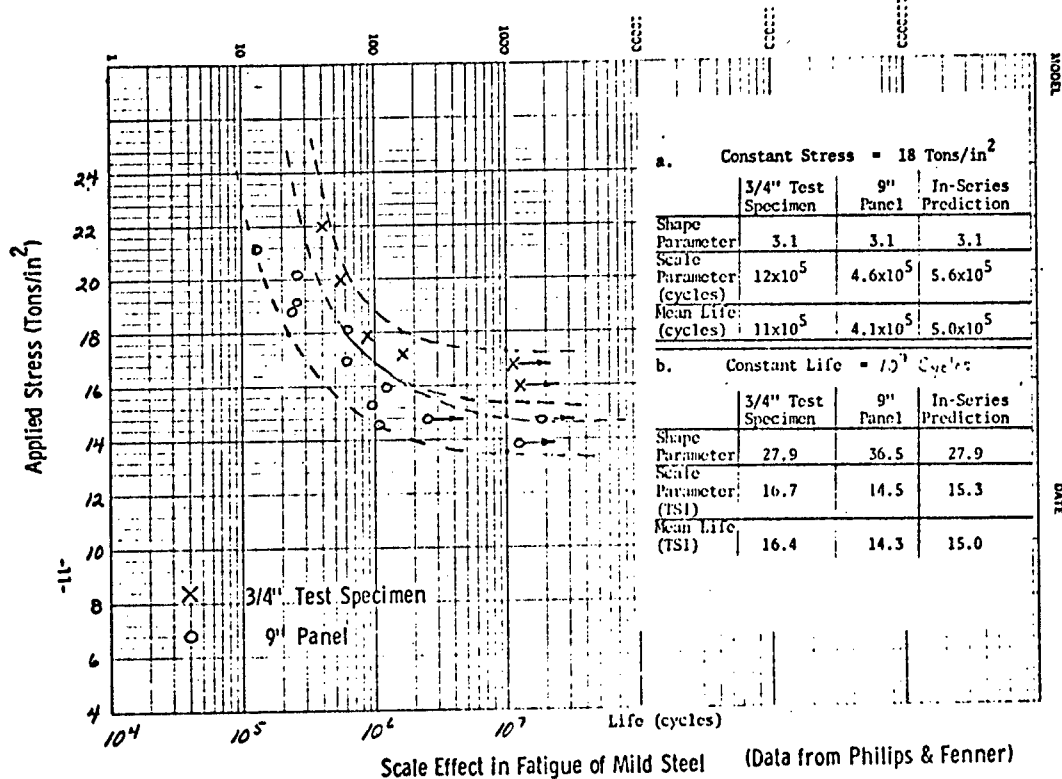 1
10
100
1000
MODEL
24
22
20
18
16
14
12
10
8
6
4
Applied Stress (Tons/in²)
-11-
X 3/4" Test Specimen
O 9" Panel
10⁴ 10⁵ 10⁶ 10⁷
Life (cycles)
a. Constant Stress = 18 Tons/in²
3/4" Test 9" In-Series
Specimen Panel Prediction
Shape
Parameter 3.1 3.1 3.1
Scale
Parameter 12x10⁵ 4.6x10⁵ 5.6x10⁵
(cycles)
Mean Life
(cycles) 11x10⁵ 4.1x10⁵ 5.0x10⁵
b. Constant Life = Cycles
3/4" Test 9" In-Series
Specimen Panel Prediction
Shape
Parameter 27.9 36.5 27.9
Scale
Parameter 16.7 14.5 15.3
(TSI)
Mean Life
(TSI) 16.4 14.3 15.0
DATE
Scale Effect in Fatigue of Mild Steel (Data from Philips & Fenner)